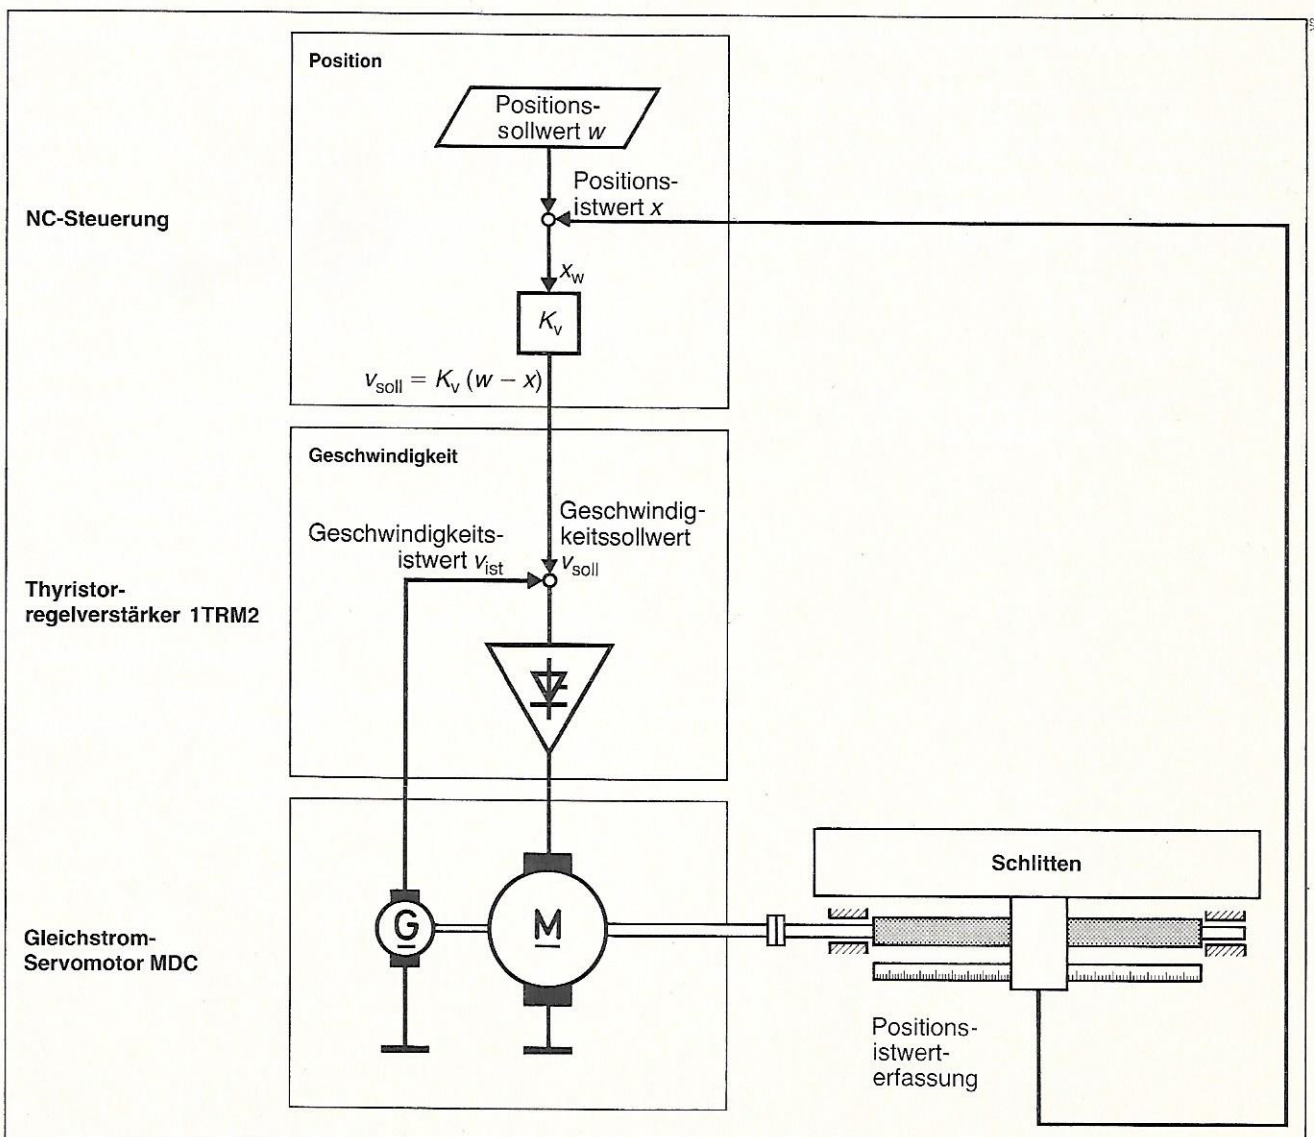 Position
Positions-
sollwert w
Positions-
istwert x
NC-Steuerung
x_w
K_v
v_soll = K_v (w − x)
Geschwindigkeit
Geschwindig-
keitssollwert
v_soll
Geschwindigkeits-
istwert v_ist
Thyristor-
regelverstärker 1TRM2
Schlitten
G
M
Gleichstrom-
Servomotor MDC
Positions-
istwert-
erfassung